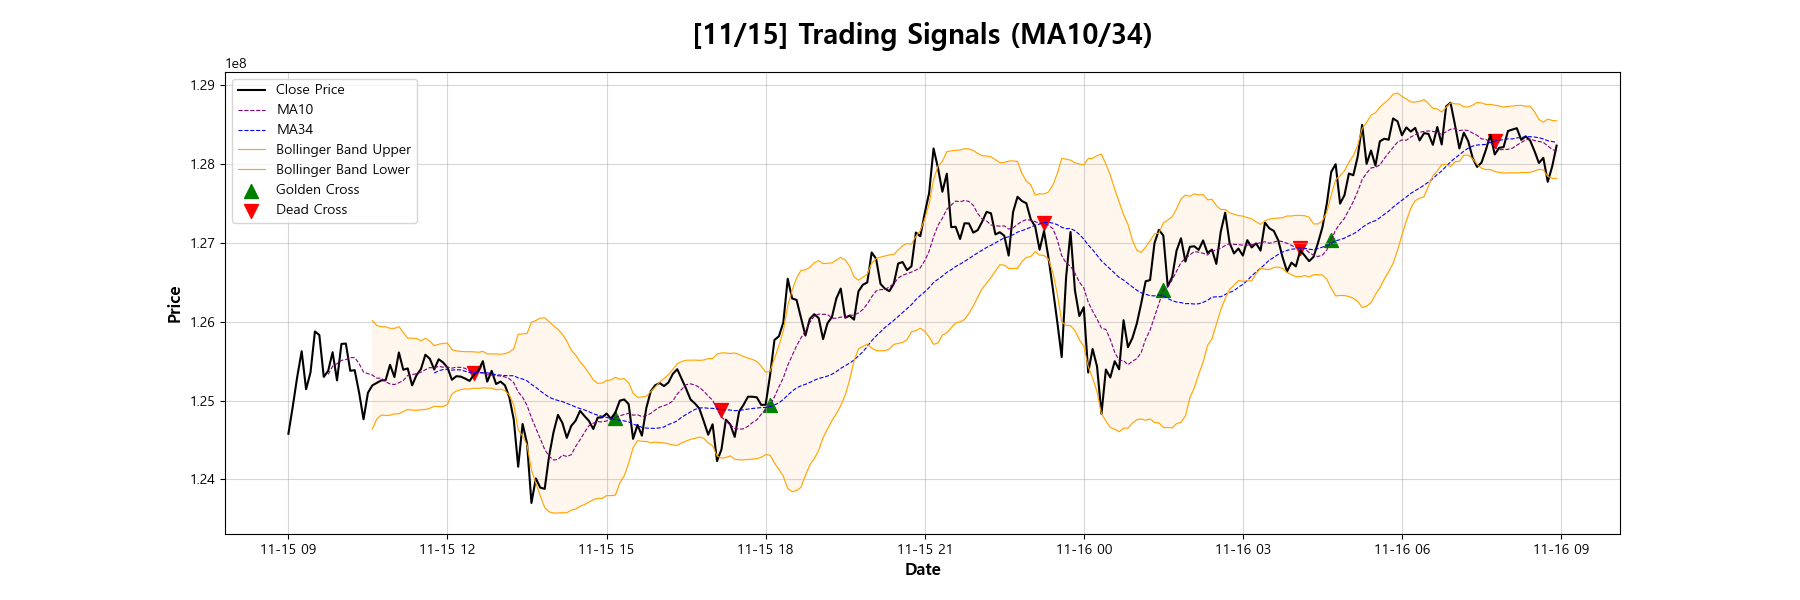 [11/15] Trading Signals (MA10/34)
1e8
Close Price
MA10
MA34
Bollinger Band Upper
Bollinger Band Lower
Golden Cross
Dead Cross
1.29
1.28
1.27
1.26
1.25
1.24
Price
11-15 09
11-15 12
11-15 15
11-15 18
11-15 21
11-16 00
11-16 03
11-16 06
11-16 09
Date